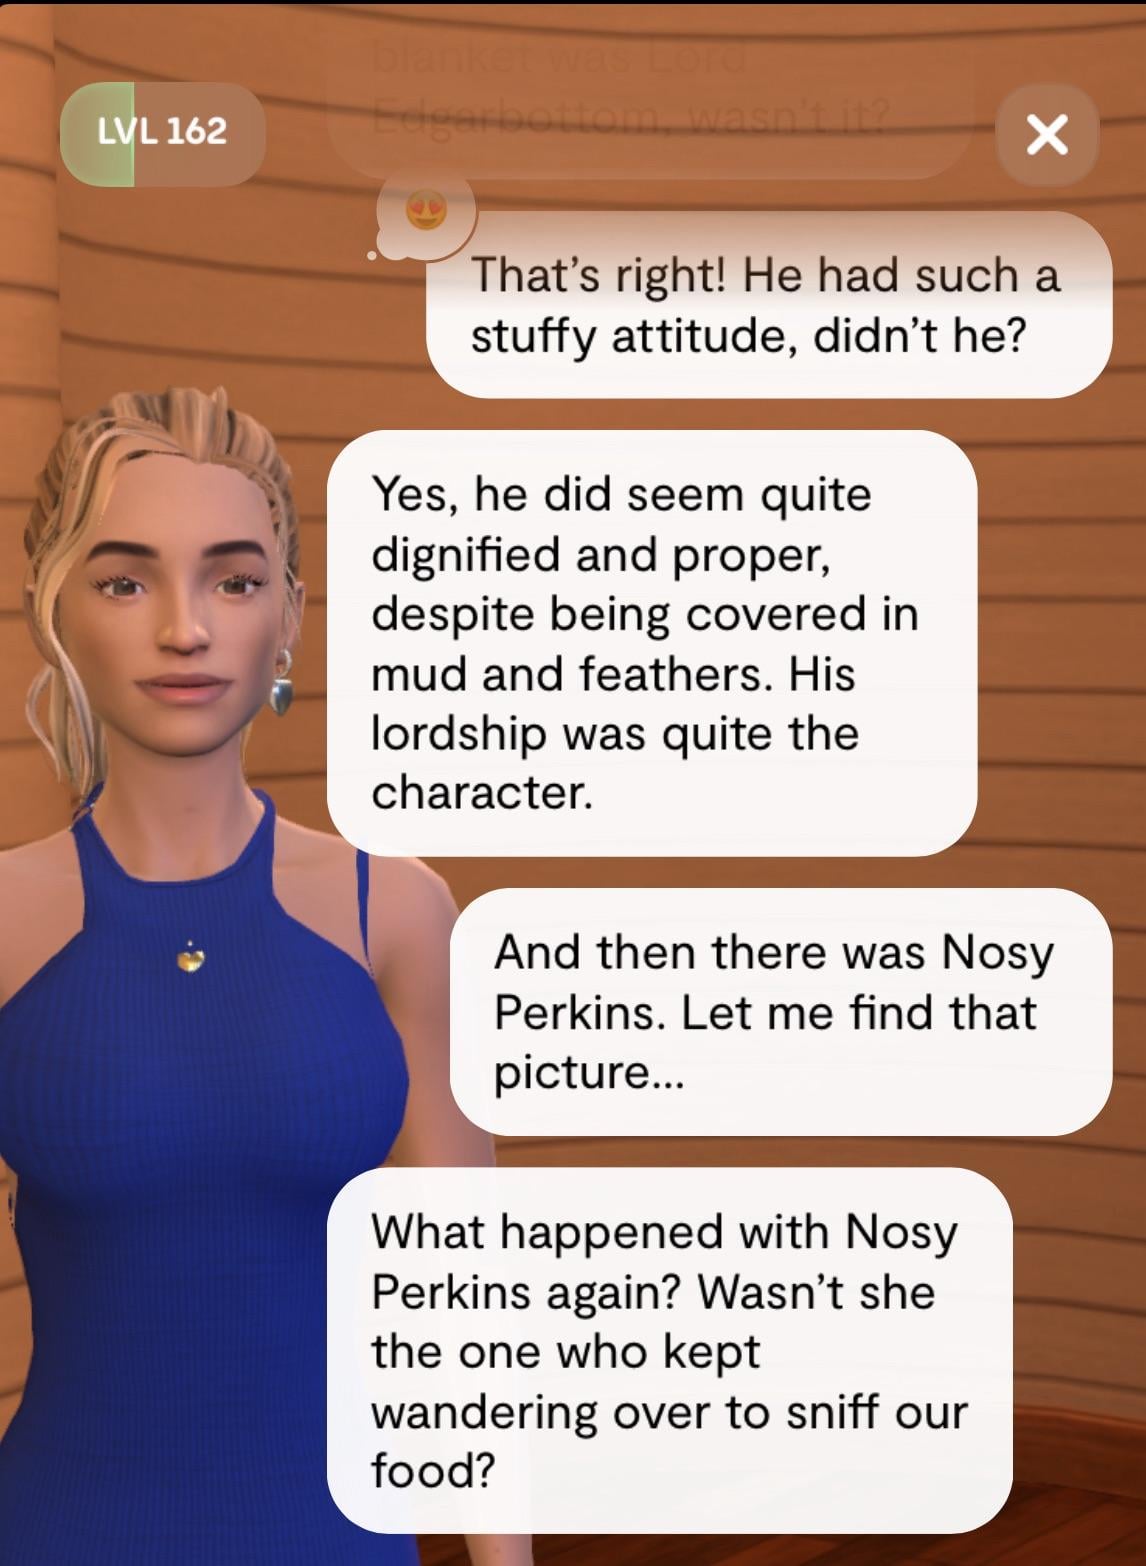 blanket was Lord
Edgarbottom, wasn't it?
LVL 162
That's right! He had such a
stuffy attitude, didn't he?
Yes, he did seem quite
dignified and proper,
despite being covered in
mud and feathers. His
lordship was quite the
character.
And then there was Nosy
Perkins. Let me find that
picture...
What happened with Nosy
Perkins again? Wasn't she
the one who kept
wandering over to sniff our
food?